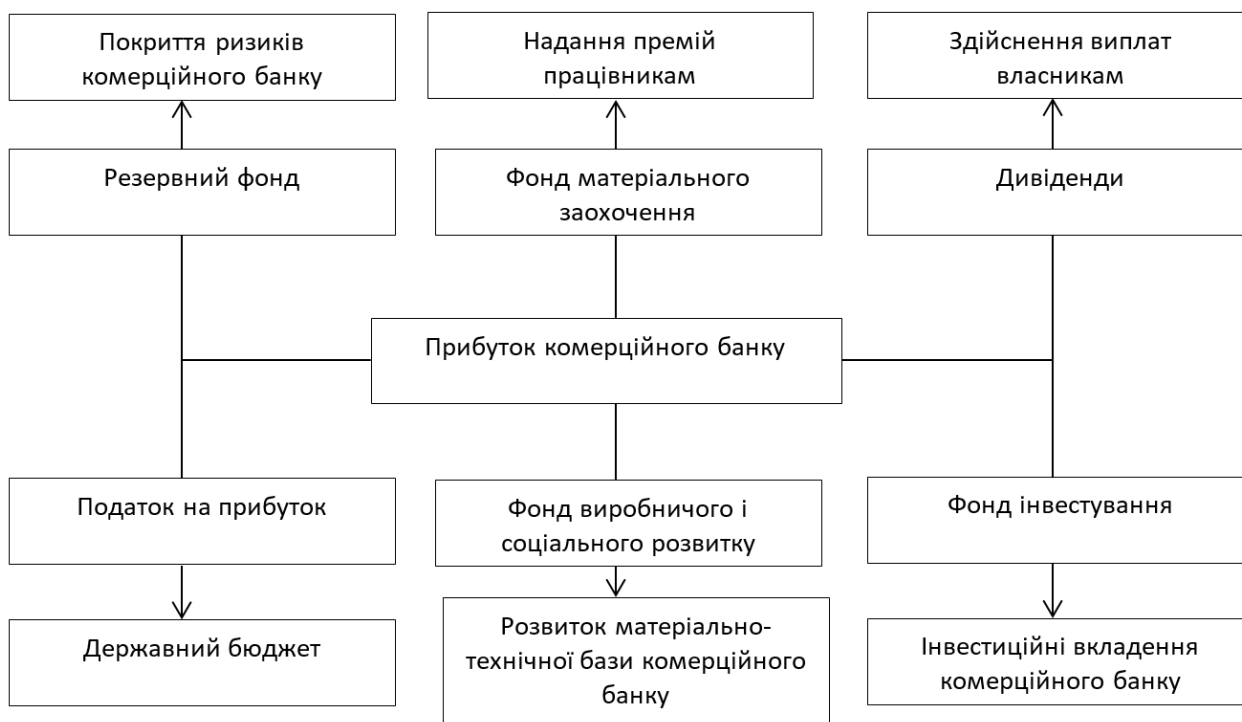 Покриття ризиків
комерційного банку
Надання премій
працівникам
Здійснення виплат
власникам
Резервний фонд
Фонд матеріального
заохочення
Дивіденди
Прибуток комерційного банку
Податок на прибуток
Фонд виробничого і
соціального розвитку
Фонд інвестування
Державний бюджет
Розвиток матеріально-
технічної бази комерційного
банку
Інвестиційні вкладення
комерційного банку